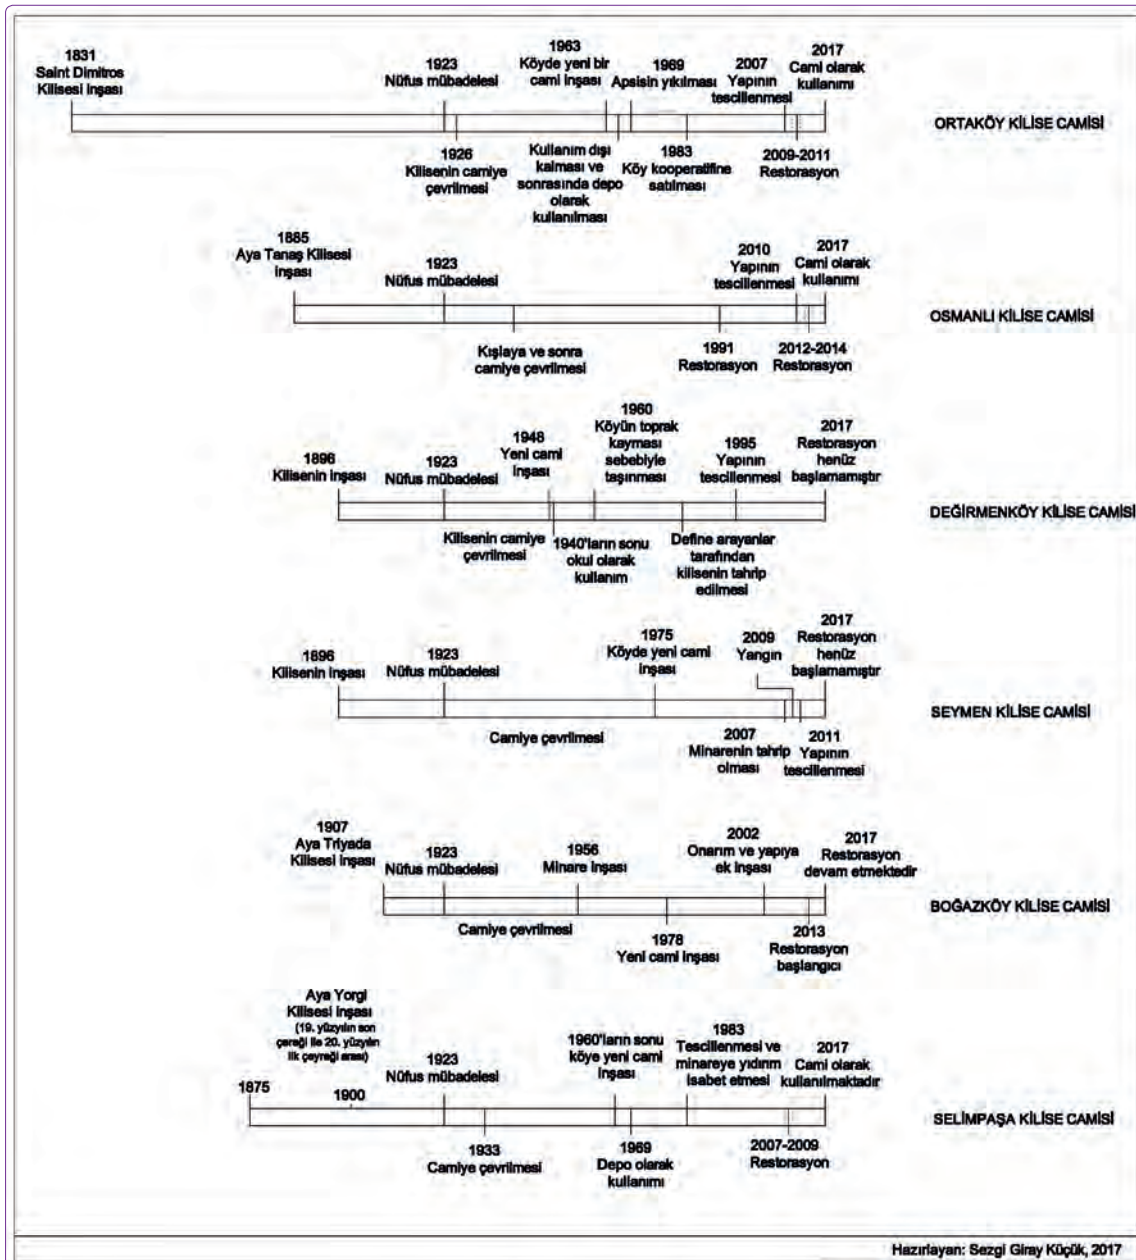 1831
Saint Dimitros
Kilisesi inşası
1923
Nüfus mübadelesi
1963
Köyde yeni bir
cami inşası
1969
Apsisin yıkılması
2007
Yapının
tescillenmesi
2017
Cami olarak
kullanımı
1926
Kilisenin camiye
çevrilmesi
Kullanım dışı
kalması ve
sonrasında depo
olarak
kullanılması
1983
Köy kooperatifine
satılması
2009-2011
Restorasyon
ORTAKÖY KİLİSE CAMİSİ
1885
Aya Tanaş Kilisesi
inşası
1923
Nüfus mübadelesi
2010
Yapının
tescillenmesi
2017
Cami olarak
kullanımı
Kışlaya ve sonra
camiye çevrilmesi
1991
Restorasyon
2012-2014
Restorasyon
OSMANLI KİLİSE CAMİSİ
1896
Kilisenin inşası
1923
Nüfus mübadelesi
1948
Yeni cami
inşası
1960
Köyün toprak
kayması
sebebiyle
taşınması
1995
Yapının
tescillenmesi
2017
Restorasyon
henüz
başlamamıştır
Kilisenin camiye
çevrilmesi
1940'ların sonu
okul olarak
kullanım
Define arayanlar
tarafından
kilisenin tahrip
edilmesi
DEĞİRMENKÖY KİLİSE CAMİSİ
1896
Kilisenin inşası
1923
Nüfus mübadelesi
1975
Köyde yeni cami
inşası
2009
Yangın
2017
Restorasyon
henüz
başlamamıştır
Camiye çevrilmesi
2007
Minarenin tahrip
olması
2011
Yapının
tescillenmesi
SEYMEN KİLİSE CAMİSİ
1907
Aya Triyada
Kilisesi inşası
1923
Nüfus mübadelesi
1956
Minare inşası
2002
Onarım ve yapıya
ek inşası
2017
Restorasyon
devam etmektedir
Camiye çevrilmesi
1978
Yeni cami inşası
2013
Restorasyon
başlangıcı
BOĞAZKÖY KİLİSE CAMİSİ
Aya Yorgi
Kilisesi inşası
(19. yüzyılın son
çereği ile 20. yüzyılın
ilk çeyreği arası)
1875
1900
1923
Nüfus mübadelesi
1960'ların sonu
köye yeni cami
inşası
1983
Tescillenmesi ve
minareye yıdırım
isabet etmesi
2017
Cami olarak
kullanılmaktadır
1933
Camiye çevrilmesi
1969
Depo olarak
kullanımı
2007-2009
Restorasyon
SELİMPAŞA KİLİSE CAMİSİ
Hazırlayan: Sezgi Giray Küçük, 2017